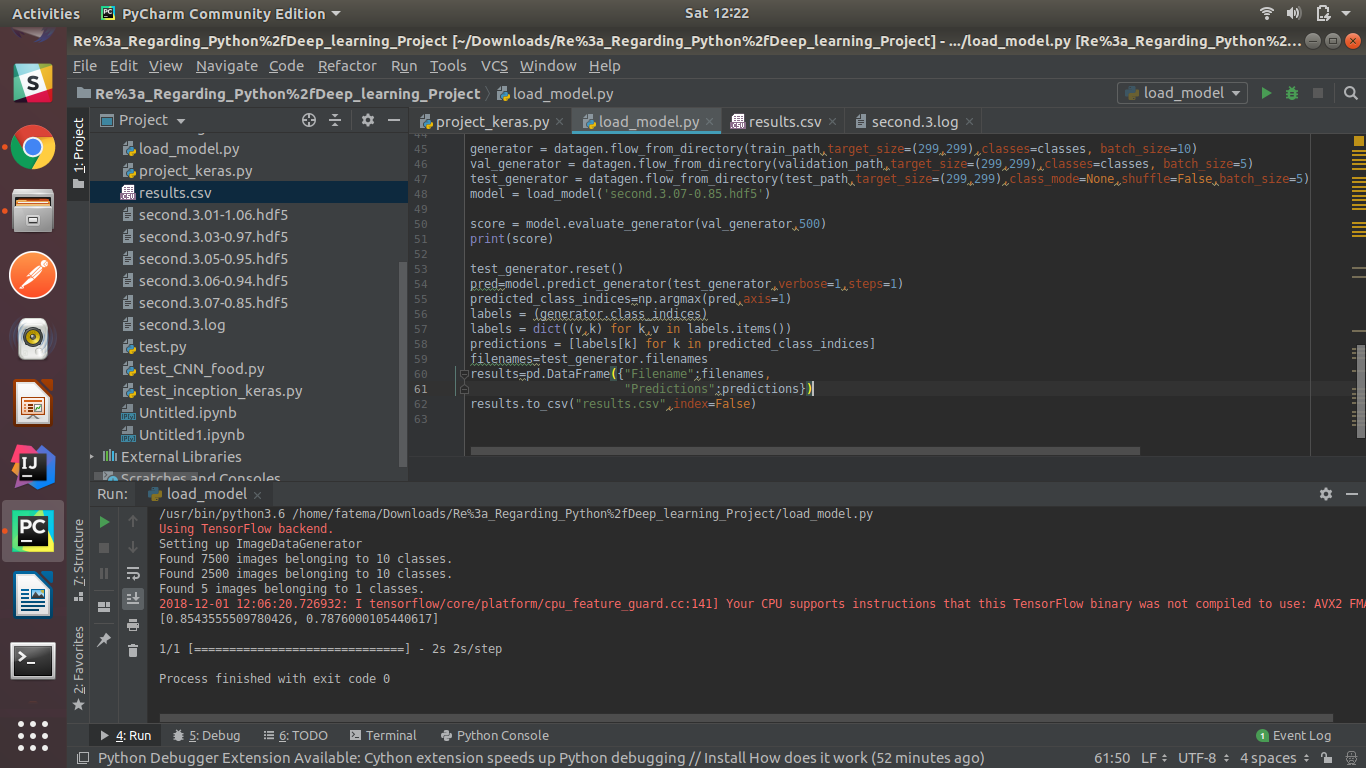 Activities PyCharm Community Edition Sat 12:22
Re%3a_Regarding_Python%2fDeep_learning_Project [~/Downloads/Re%3a_Regarding_Python%2fDeep_learning_Project] - .../load_model.py [Re%3a_Regarding_Python%2...
File Edit View Navigate Code Refactor Run Tools VCS Window Help
Re%3a_Regarding_Python%2fDeep_learning_Project load_model.py load_model
Project project_keras.py load_model.py results.csv second.3.log
1: Project
load_model.py
project_keras.py
results.csv
second.3.01-1.06.hdf5
second.3.03-0.97.hdf5
second.3.05-0.95.hdf5
second.3.06-0.94.hdf5
second.3.07-0.85.hdf5
second.3.log
test.py
test_CNN_food.py
test_inception_keras.py
Untitled.ipynb
Untitled1.ipynb
External Libraries
Scratches and Consoles
44
45 generator = datagen.flow_from_directory(train_path,target_size=(299,299),classes=classes, batch_size=10)
46 val_generator = datagen.flow_from_directory(validation_path,target_size=(299,299),classes=classes, batch_size=5)
47 test_generator = datagen.flow_from_directory(test_path,target_size=(299,299),class_mode=None,shuffle=False,batch_size=5)
48 model = load_model('second.3.07-0.85.hdf5')
49
50 score = model.evaluate_generator(val_generator,500)
51 print(score)
52
53 test_generator.reset()
54 pred=model.predict_generator(test_generator,verbose=1,steps=1)
55 predicted_class_indices=np.argmax(pred,axis=1)
56 labels = (generator.class_indices)
57 labels = dict((v,k) for k,v in labels.items())
58 predictions = [labels[k] for k in predicted_class_indices]
59 filenames=test_generator.filenames
60 results=pd.DataFrame({"Filename":filenames,
61 "Predictions":predictions})
62 results.to_csv("results.csv",index=False)
63
Run: load_model
7: Structure
2: Favorites
/usr/bin/python3.6 /home/fatema/Downloads/Re%3a_Regarding_Python%2fDeep_learning_Project/load_model.py
Using TensorFlow backend.
Setting up ImageDataGenerator
Found 7500 images belonging to 10 classes.
Found 2500 images belonging to 10 classes.
Found 5 images belonging to 1 classes.
2018-12-01 12:06:20.726932: I tensorflow/core/platform/cpu_feature_guard.cc:141] Your CPU supports instructions that this TensorFlow binary was not compiled to use: AVX2 FMA
[0.8543555509780426, 0.7876000105440617]
1/1 [==============================] - 2s 2s/step
Process finished with exit code 0
4: Run 5: Debug 6: TODO Terminal Python Console 1 Event Log
Python Debugger Extension Available: Cython extension speeds up Python debugging // Install How does it work (52 minutes ago) 61:50 LF UTF-8 4 spaces